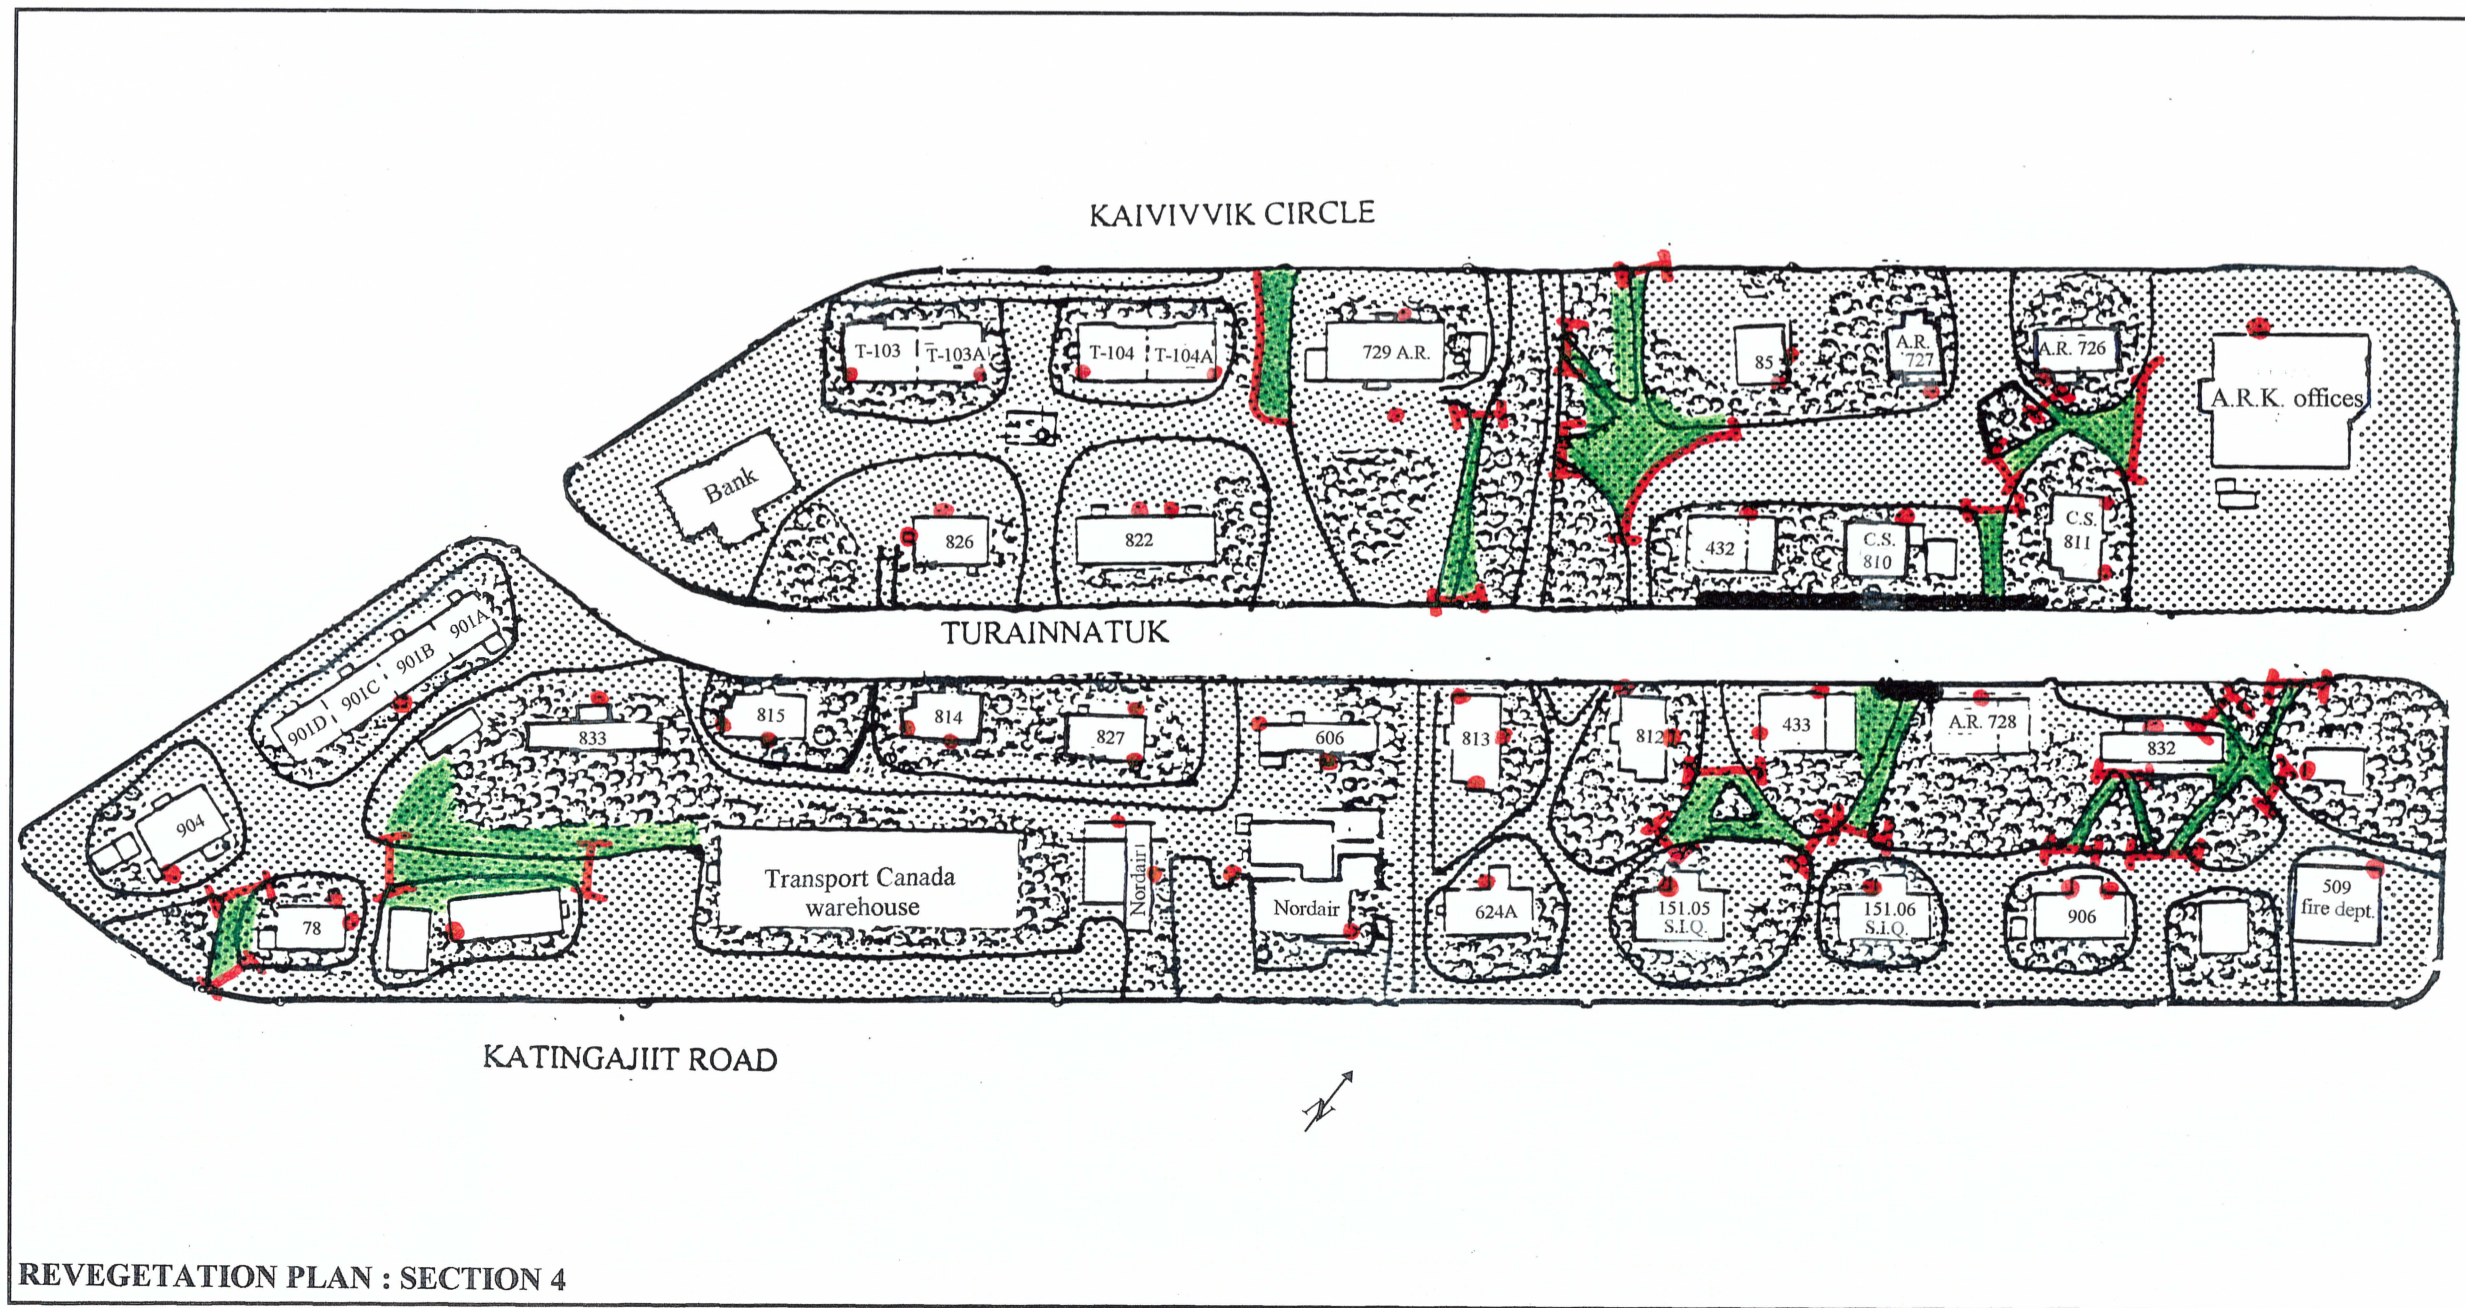 KAIVIVVIK CIRCLE
T-103
T-103A
T-104
T-104A
729 A.R.
85
A.R.
727
A.R. 726
A.R.K. offices
Bank
826
822
432
C.S.
810
C.S.
811
TURAINNATUK
901A
901B
901C
901D
833
815
814
827
606
813
812
433
A.R. 728
832
904
78
Transport Canada
warehouse
Nordair
Nordair
624A
151.05
S.I.Q.
151.06
S.I.Q.
906
509
fire dept.
KATINGAJIIT ROAD
N
REVEGETATION PLAN : SECTION 4